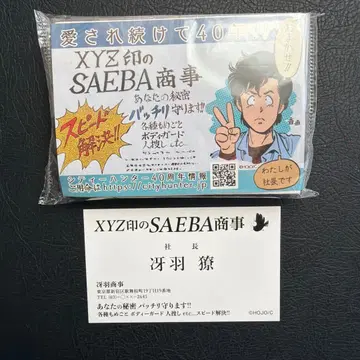 愛され続けて40
XYZ印の
SAEBA商事
あなたの秘密
バッチリ守ります!!
各種もめごと
ボディーガード
人捜し etc...
スピード
解決!!
わたしが
社長です
シティーハンター40周年情報
https://cityhunter.jp
XYZ印のSAEBA商事
社長
冴羽 獠
冴羽商事
あなたの秘密 バッチリ守ります!!
各種もめごと ボディーガード 人捜し etc...スピード解決!!
©HOJO/C